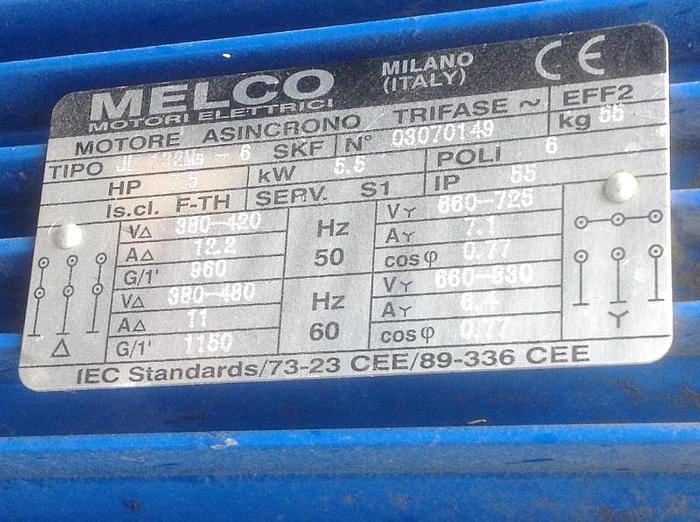 MELCO
MOTORI ELETTRICI
MILANO
(ITALY)
CE
MOTORE ASINCRONO TRIFASE ~ EFF2
TIPO 6 SKF N° 03070149 kg 55
HP kW 5.5 POLI 6
Is.cl. F-TH SERV. S1 IP 55
V△ 380-420 Hz 50 VY 660-725
A△ 12.2 AY 7.1
G/1' 960 cosφ 0.77
V△ 380-460 Hz 60 VY
A△ 11 AY 6.4
G/1' 1150 cosφ 0.77
△ Y
IEC Standards/73-23 CEE/89-336 CEE